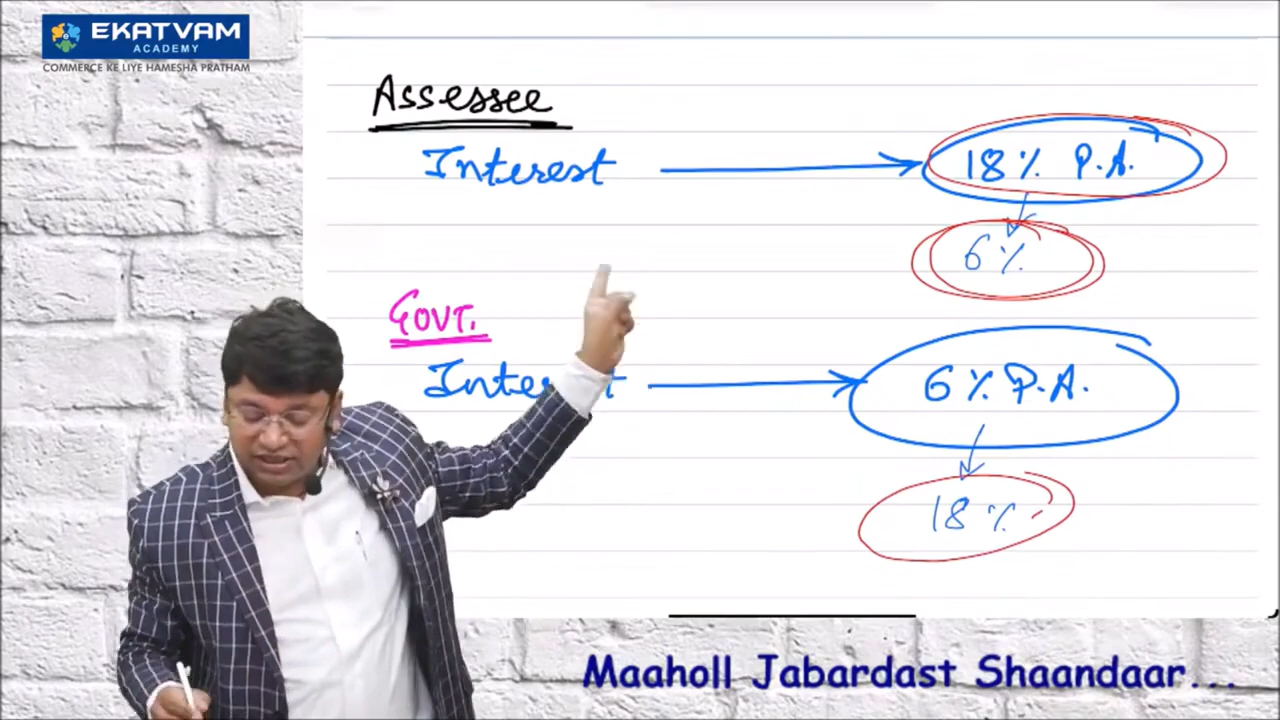 EKATVAM
ACADEMY
COMMERCE KE LIYE HAMESHA PRATHAM
Assessee
Interest 18% P.A.
6%
Govt.
6% P.A.
18%
Maaholl Jabardast Shaandaar...